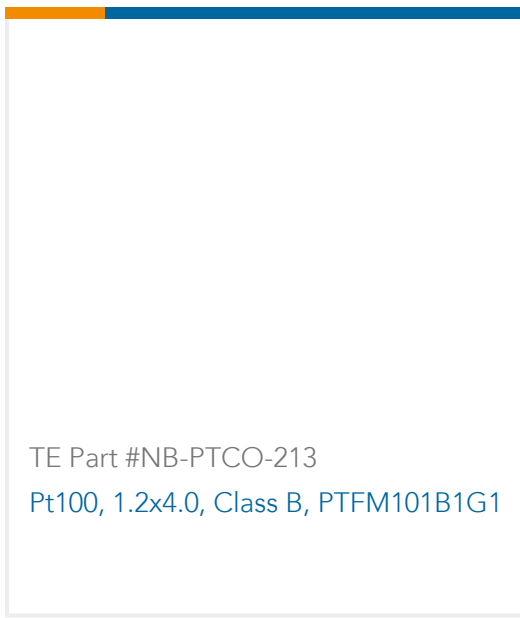 TE Part #NB-PTCO-213
Pt100, 1.2x4.0, Class B, PTFM101B1G1